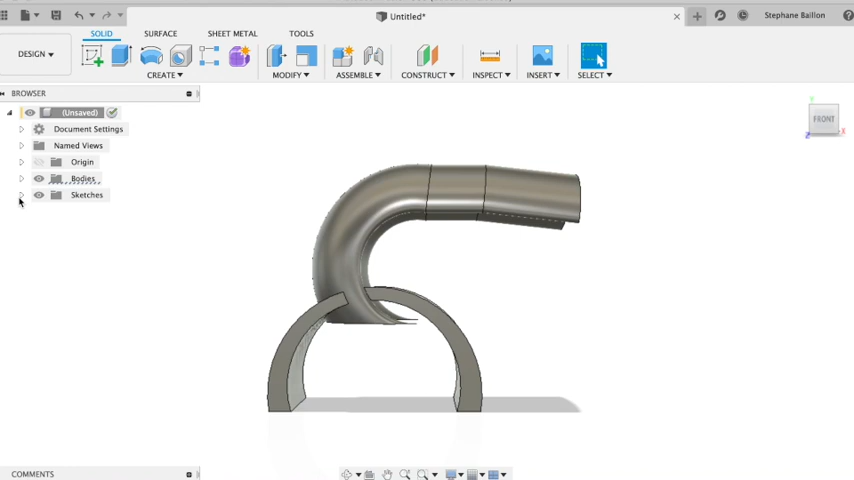 Untitled*
Stephane Baillon
DESIGN
SOLID SURFACE SHEET METAL TOOLS
CREATE MODIFY ASSEMBLE CONSTRUCT INSPECT INSERT SELECT
BROWSER
(Unsaved)
Document Settings
Named Views
Origin
Bodies
Sketches
Y
FRONT
X
Z
COMMENTS